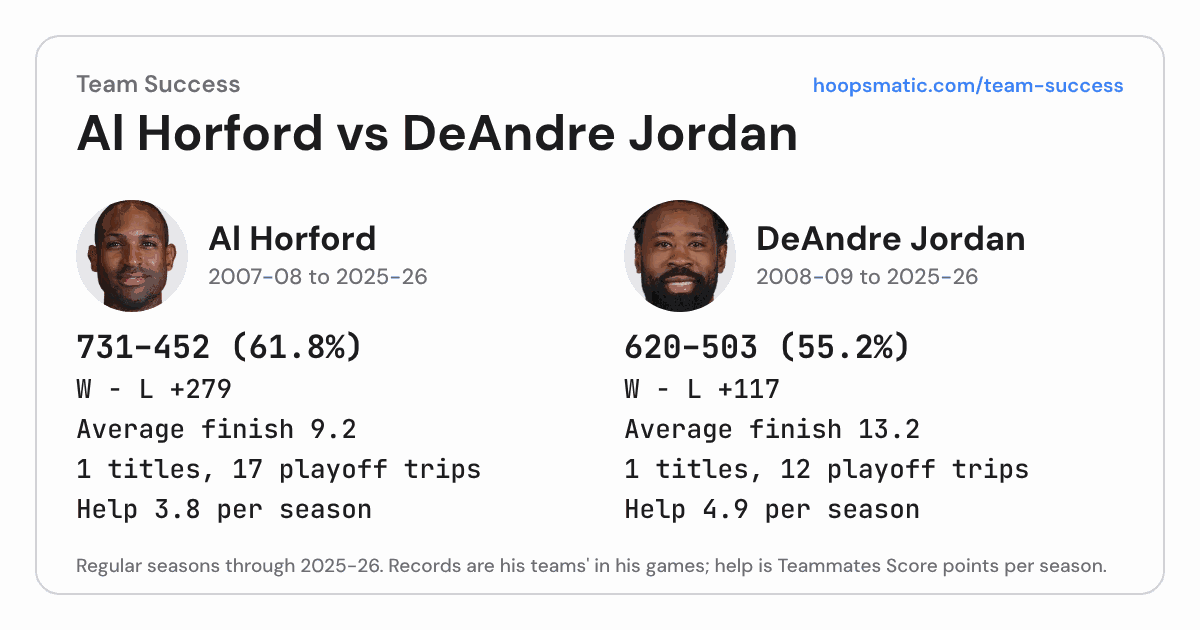 Team Success
hoopsmatic.com/team-success
Al Horford vs DeAndre Jordan
Al Horford
2007-08 to 2025-26
731-452 (61.8%)
W - L +279
Average finish 9.2
1 titles, 17 playoff trips
Help 3.8 per season
DeAndre Jordan
2008-09 to 2025-26
620-503 (55.2%)
W - L +117
Average finish 13.2
1 titles, 12 playoff trips
Help 4.9 per season
Regular seasons through 2025-26. Records are his teams' in his games; help is Teammates Score points per season.